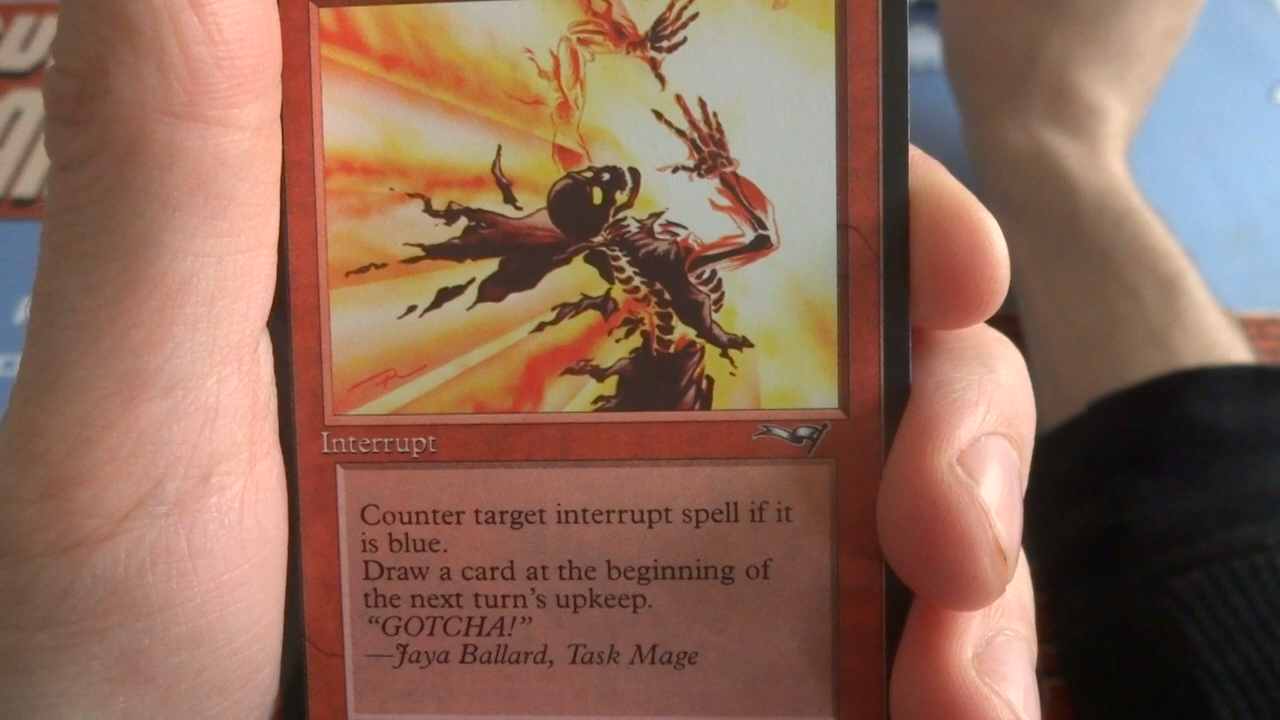 Interrupt
Counter target interrupt spell if it
is blue.
Draw a card at the beginning of
the next turn's upkeep.
“GOTCHA!”
—Jaya Ballard, Task Mage